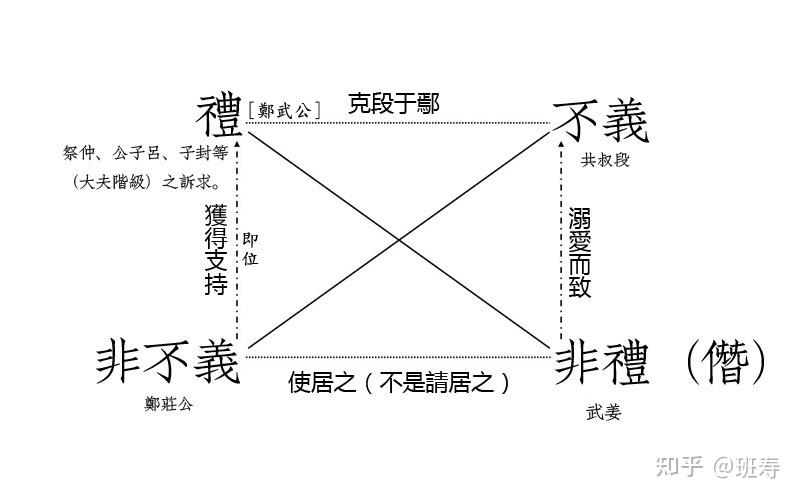 禮 [鄭武公] 克段于鄢 不義
祭仲、公子呂、子封等
(大夫階級)之訴求。
共叔段
獲得支持
即位
溺愛而致
非不義
鄭莊公
使居之(不是請居之)
非禮(僭)
武姜
知乎 @班寿